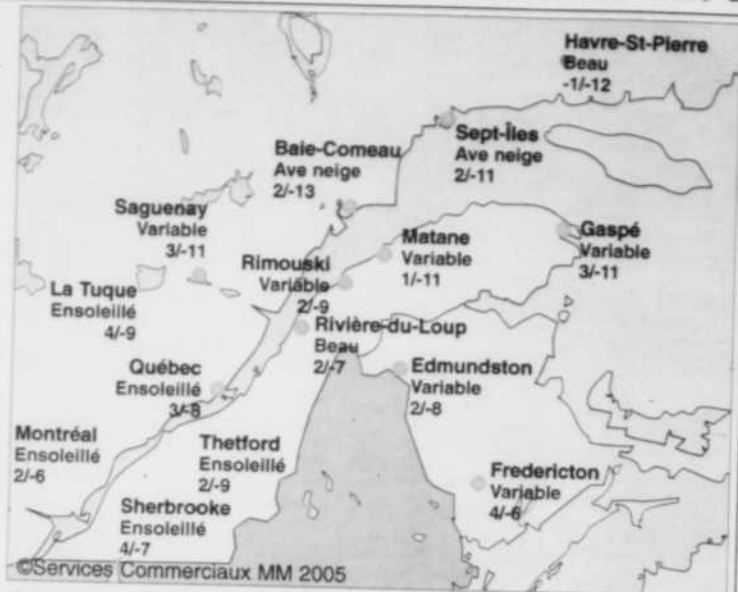 Havre-St-Pierre
Beau
-1/-12
Sept-Îles
Ave neige
2/-11
Baie-Comeau
Ave neige
2/-13
Saguenay
Variable
3/-11
Gaspé
Variable
3/-11
Matane
Variable
1/-11
Rimouski
Variable
2/-9
La Tuque
Ensoleillé
4/-9
Rivière-du-Loup
Beau
2/-7
Québec
Ensoleillé
3/-8
Edmundston
Variable
2/-8
Montréal
Ensoleillé
2/-6
Thetford
Ensoleillé
2/-9
Fredericton
Variable
4/-6
Sherbrooke
Ensoleillé
4/-7
©Services Commerciaux MM 2005